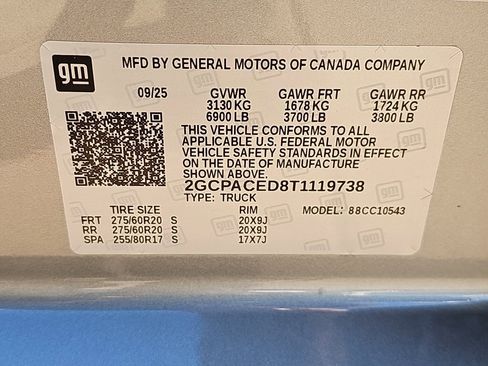 gm
MFD BY GENERAL MOTORS OF CANADA COMPANY
09/25 GVWR GAWR FRT GAWR RR
3130 KG 1678 KG 1724 KG
6900 LB 3700 LB 3800 LB
THIS VEHICLE CONFORMS TO ALL
APPLICABLE U.S. FEDERAL MOTOR
VEHICLE SAFETY STANDARDS IN EFFECT
ON THE DATE OF MANUFACTURE
SHOWN ABOVE.
2GCPACED8T1119738
TYPE: TRUCK
TIRE SIZE RIM MODEL: 88CC10543
FRT 275/60R20 S 20X9J
RR 275/60R20 S 20X9J
SPA 255/80R17 S 17X7J